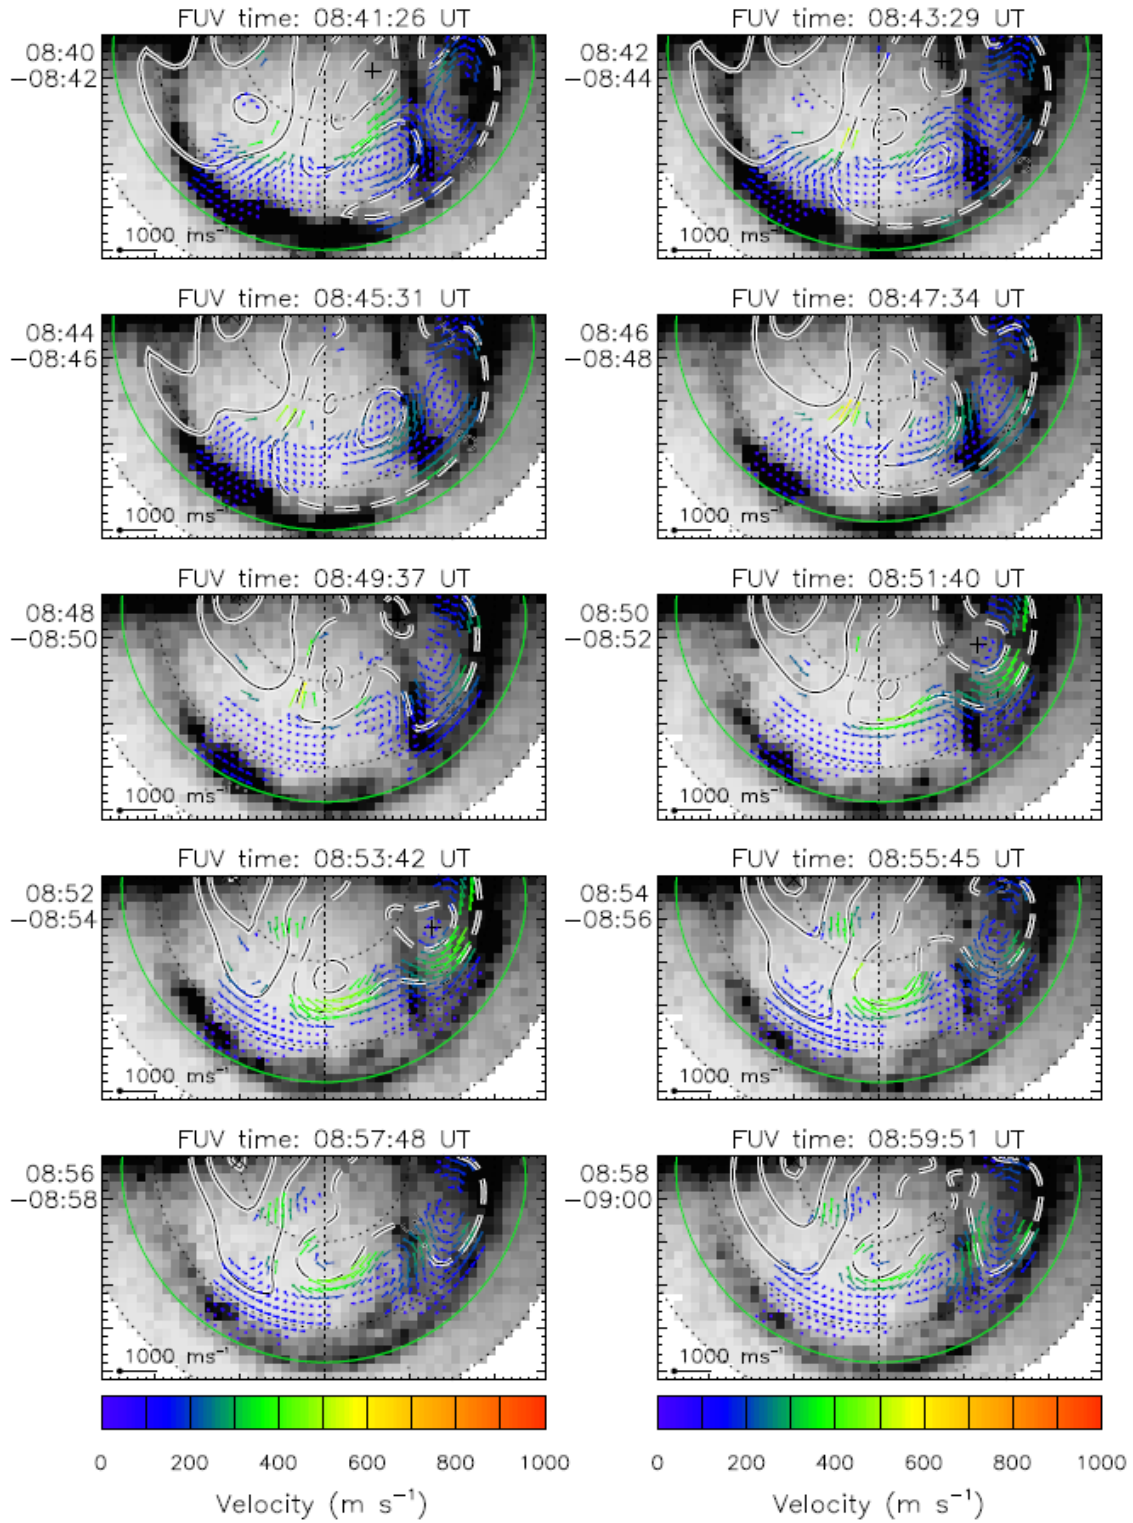 FUV time: 08:41:26 UT
FUV time: 08:43:29 UT
08:40
−08:42
08:42
−08:44
1000 ms⁻¹
1000 ms⁻¹
FUV time: 08:45:31 UT
FUV time: 08:47:34 UT
08:44
−08:46
08:46
−08:48
1000 ms⁻¹
1000 ms⁻¹
FUV time: 08:49:37 UT
FUV time: 08:51:40 UT
08:48
−08:50
08:50
−08:52
1000 ms⁻¹
1000 ms⁻¹
FUV time: 08:53:42 UT
FUV time: 08:55:45 UT
08:52
−08:54
08:54
−08:56
1000 ms⁻¹
1000 ms⁻¹
FUV time: 08:57:48 UT
FUV time: 08:59:51 UT
08:56
−08:58
08:58
−09:00
1000 ms⁻¹
1000 ms⁻¹
0 200 400 600 800 1000
0 200 400 600 800 1000
Velocity (m s⁻¹)
Velocity (m s⁻¹)